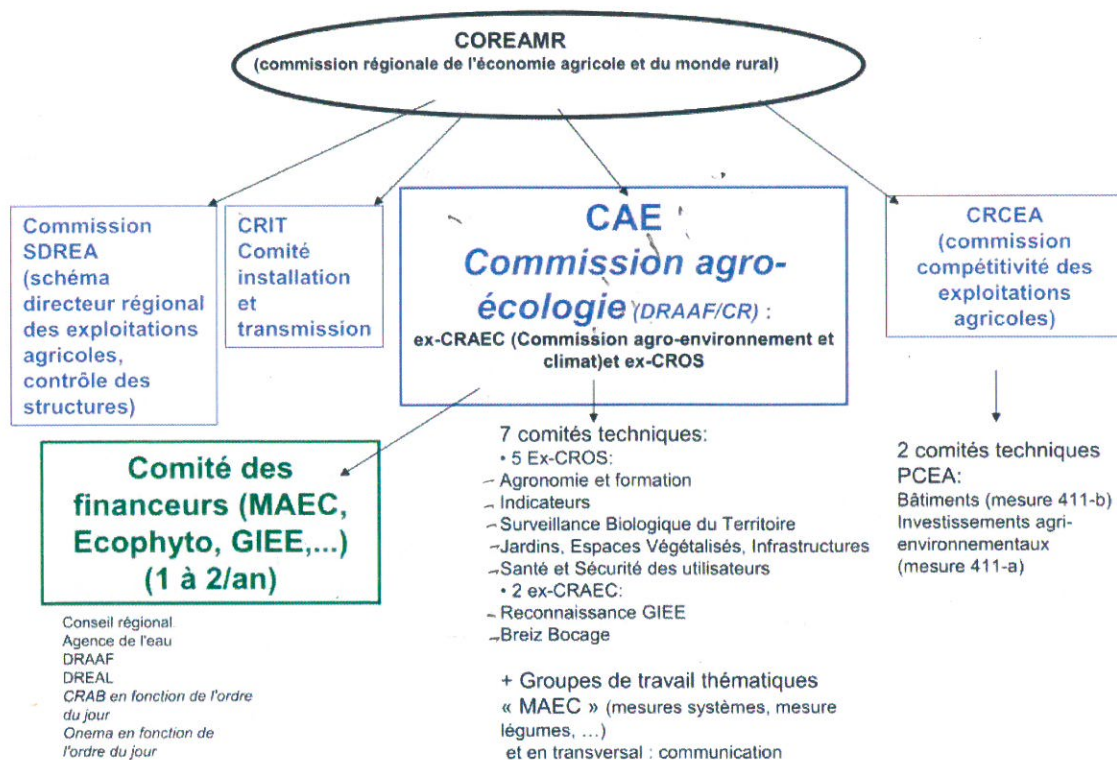 COREAMR
(commission régionale de l'économie agricole et du monde rural)
Commission
SDREA
(schéma
directeur régional
des exploitations
agricoles,
contrôle des
structures)
CRIT
Comité
installation
et
transmission
CAE
Commission agro-
écologie (DRAAF/CR) :
ex-CRAEC (Commission agro-environnement et
climat)et ex-CROS
CRCEA
(commission
compétitivité des
exploitations
agricoles)
Comité des
financeurs (MAEC,
Ecophyto, GIEE,...)
(1 à 2/an)
Conseil régional
Agence de l'eau
DRAAF
DREAL
CRAB en fonction de l'ordre
du jour
Onema en fonction de
l'ordre du jour
7 comités techniques:
• 5 Ex-CROS:
– Agronomie et formation
– Indicateurs
– Surveillance Biologique du Territoire
– Jardins, Espaces Végétalisés, Infrastructures
– Santé et Sécurité des utilisateurs
• 2 ex-CRAEC:
– Reconnaissance GIEE
– Breiz Bocage
+ Groupes de travail thématiques
« MAEC » (mesures systèmes, mesure
légumes, …)
et en transversal : communication
2 comités techniques
PCEA:
Bâtiments (mesure 411-b)
Investissements agri-
environnementaux
(mesure 411-a)